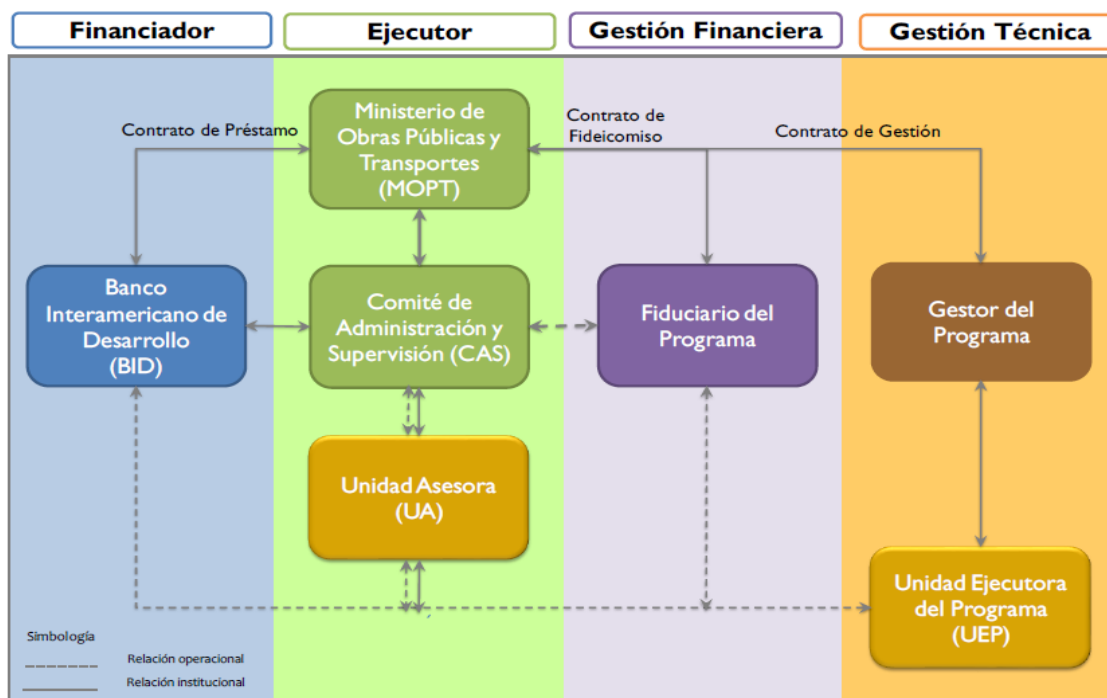 Financiador
Ejecutor
Gestión Financiera
Gestión Técnica
Contrato de Préstamo
Ministerio de
Obras Públicas y
Transportes
(MOPT)
Contrato de
Fideicomiso
Contrato de Gestión
Banco
Interamericano de
Desarrollo
(BID)
Comité de
Administración y
Supervisión (CAS)
Fiduciario del
Programa
Gestor del
Programa
Unidad Asesora
(UA)
Unidad Ejecutora
del Programa
(UEP)
Simbología
Relación operacional
Relación institucional